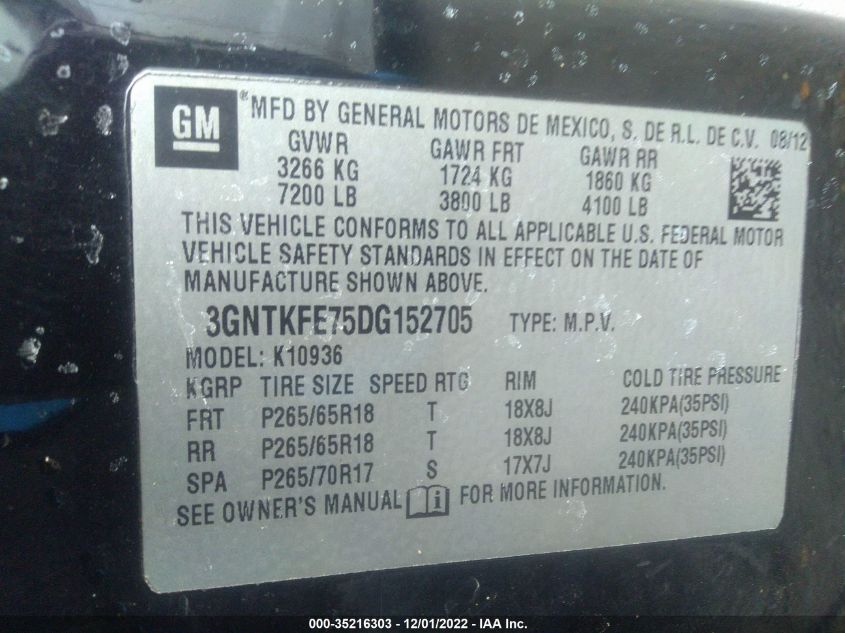 GM ® MFD BY GENERAL MOTORS DE MEXICO, S. DE R.L. DE C.V. 08/12
GVWR GAWR FRT GAWR RR
3266 KG 1724 KG 1860 KG
7200 LB 3800 LB 4100 LB
THIS VEHICLE CONFORMS TO ALL APPLICABLE U.S. FEDERAL MOTOR
VEHICLE SAFETY STANDARDS IN EFFECT ON THE DATE OF
MANUFACTURE SHOWN ABOVE.
3GNTKFE75DG152705 TYPE: M.P.V.
MODEL: K10936
KGRP TIRE SIZE SPEED RTG RIM COLD TIRE PRESSURE
FRT P265/65R18 T 18X8J 240KPA(35PSI)
RR P265/65R18 T 18X8J 240KPA(35PSI)
SPA P265/70R17 S 17X7J 240KPA(35PSI)
SEE OWNER'S MANUAL FOR MORE INFORMATION.
000-35216303 - 12/01/2022 - IAA Inc.